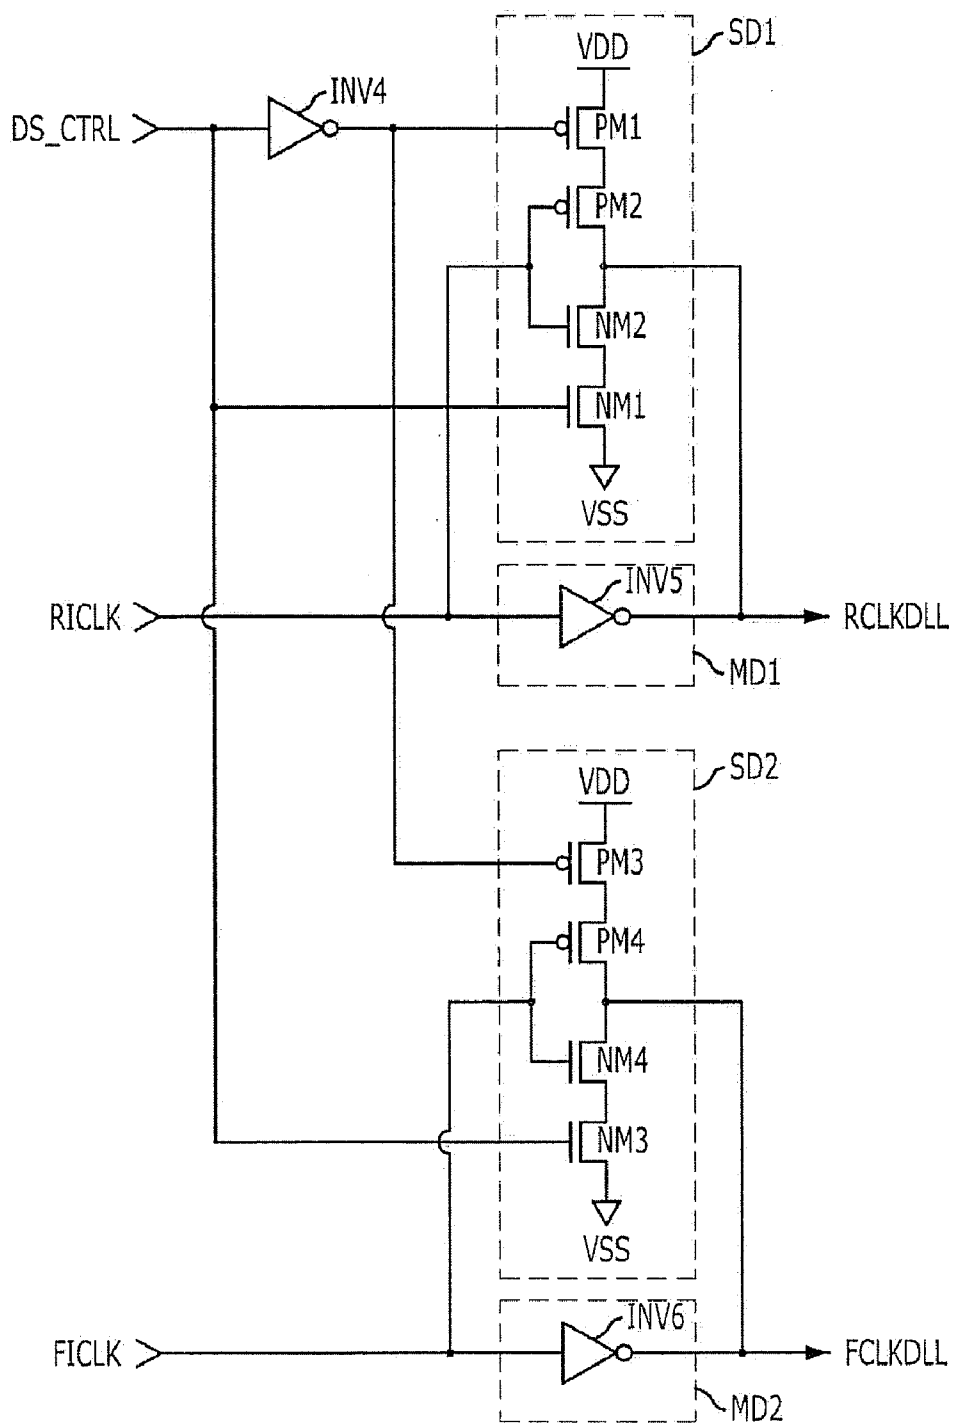 SD1
VDD
INV4
DS_CTRL
PM1
PM2
NM2
NM1
VSS
INV5
RICLK
RCLKDLL
MD1
SD2
VDD
PM3
PM4
NM4
NM3
VSS
INV6
FICLK
FCLKDLL
MD2